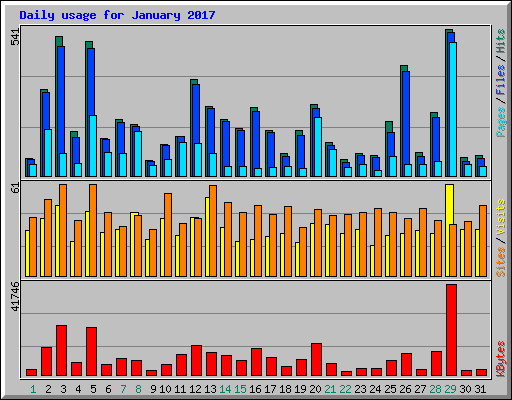 Daily usage for January 2017
541
Pages / Files / Hits
61
Sites / Visits
41746
KBytes
1 2 3 4 5 6 7 8 9 10 11 12 13 14 15 16 17 18 19 20 21 22 23 24 25 26 27 28 29 30 31